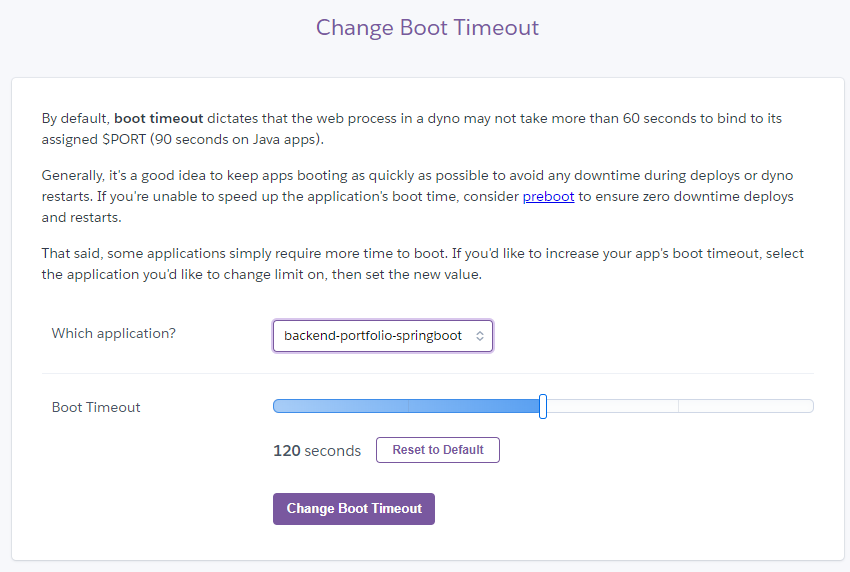 Change Boot Timeout
By default, boot timeout dictates that the web process in a dyno may not take more than 60 seconds to bind to its
assigned $PORT (90 seconds on Java apps).
Generally, it's a good idea to keep apps booting as quickly as possible to avoid any downtime during deploys or dyno
restarts. If you're unable to speed up the application's boot time, consider preboot to ensure zero downtime deploys
and restarts.
That said, some applications simply require more time to boot. If you'd like to increase your app's boot timeout, select
the application you'd like to change limit on, then set the new value.
Which application?
backend-portfolio-springboot
Boot Timeout
120 seconds
Reset to Default
Change Boot Timeout